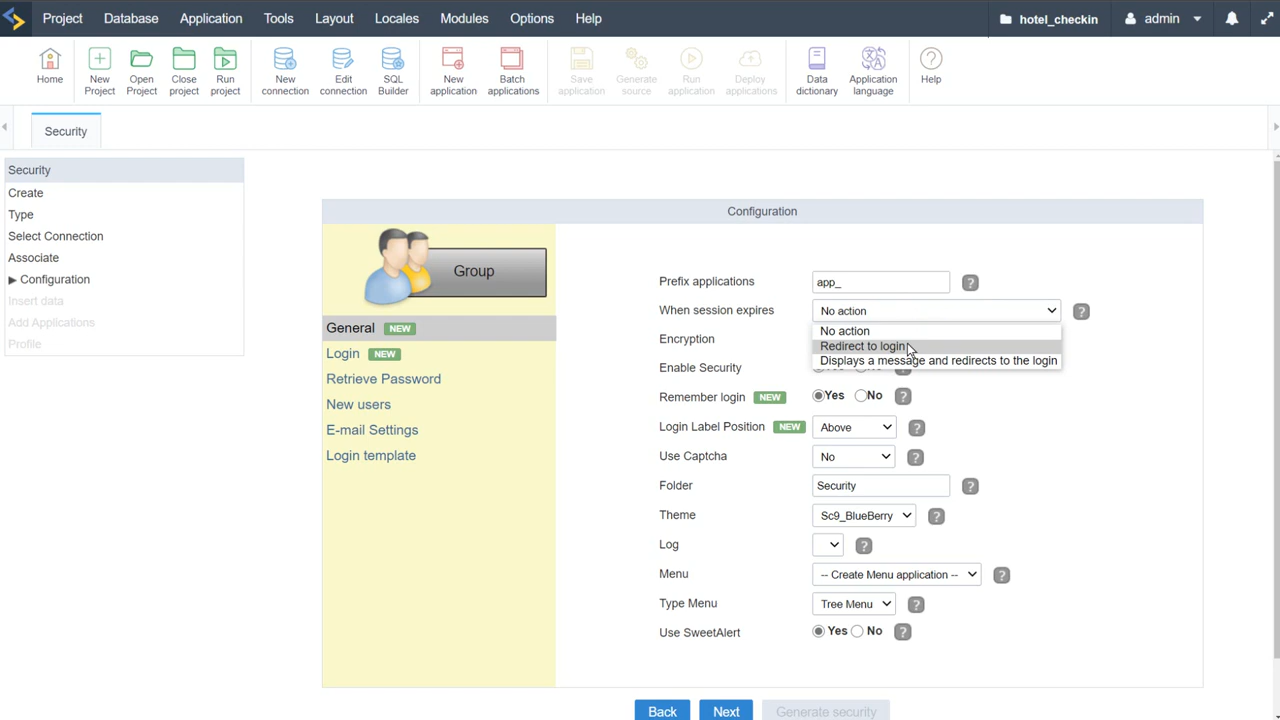 Project Database Application Tools Layout Locales Modules Options Help hotel_checkin admin
Home New Project Open Project Close project Run project New connection Edit connection SQL Builder New application Batch applications Save application Generate source Run application Deploy applications Data dictionary Application language Help
Security
Security
Create
Type
Select Connection
Associate
Configuration
Insert data
Add Applications
Profile
Configuration
Group
General NEW
Login NEW
Retrieve Password
New users
E-mail Settings
Login template
Prefix applications app_ ?
When session expires No action ?
No action
Redirect to login
Displays a message and redirects to the login
Encryption
Enable Security ?
Remember login NEW Yes No ?
Login Label Position NEW Above ?
Use Captcha No ?
Folder Security ?
Theme Sc9_BlueBerry ?
Log ?
Menu -- Create Menu application -- ?
Type Menu Tree Menu ?
Use SweetAlert Yes No ?
Back Next Generate security